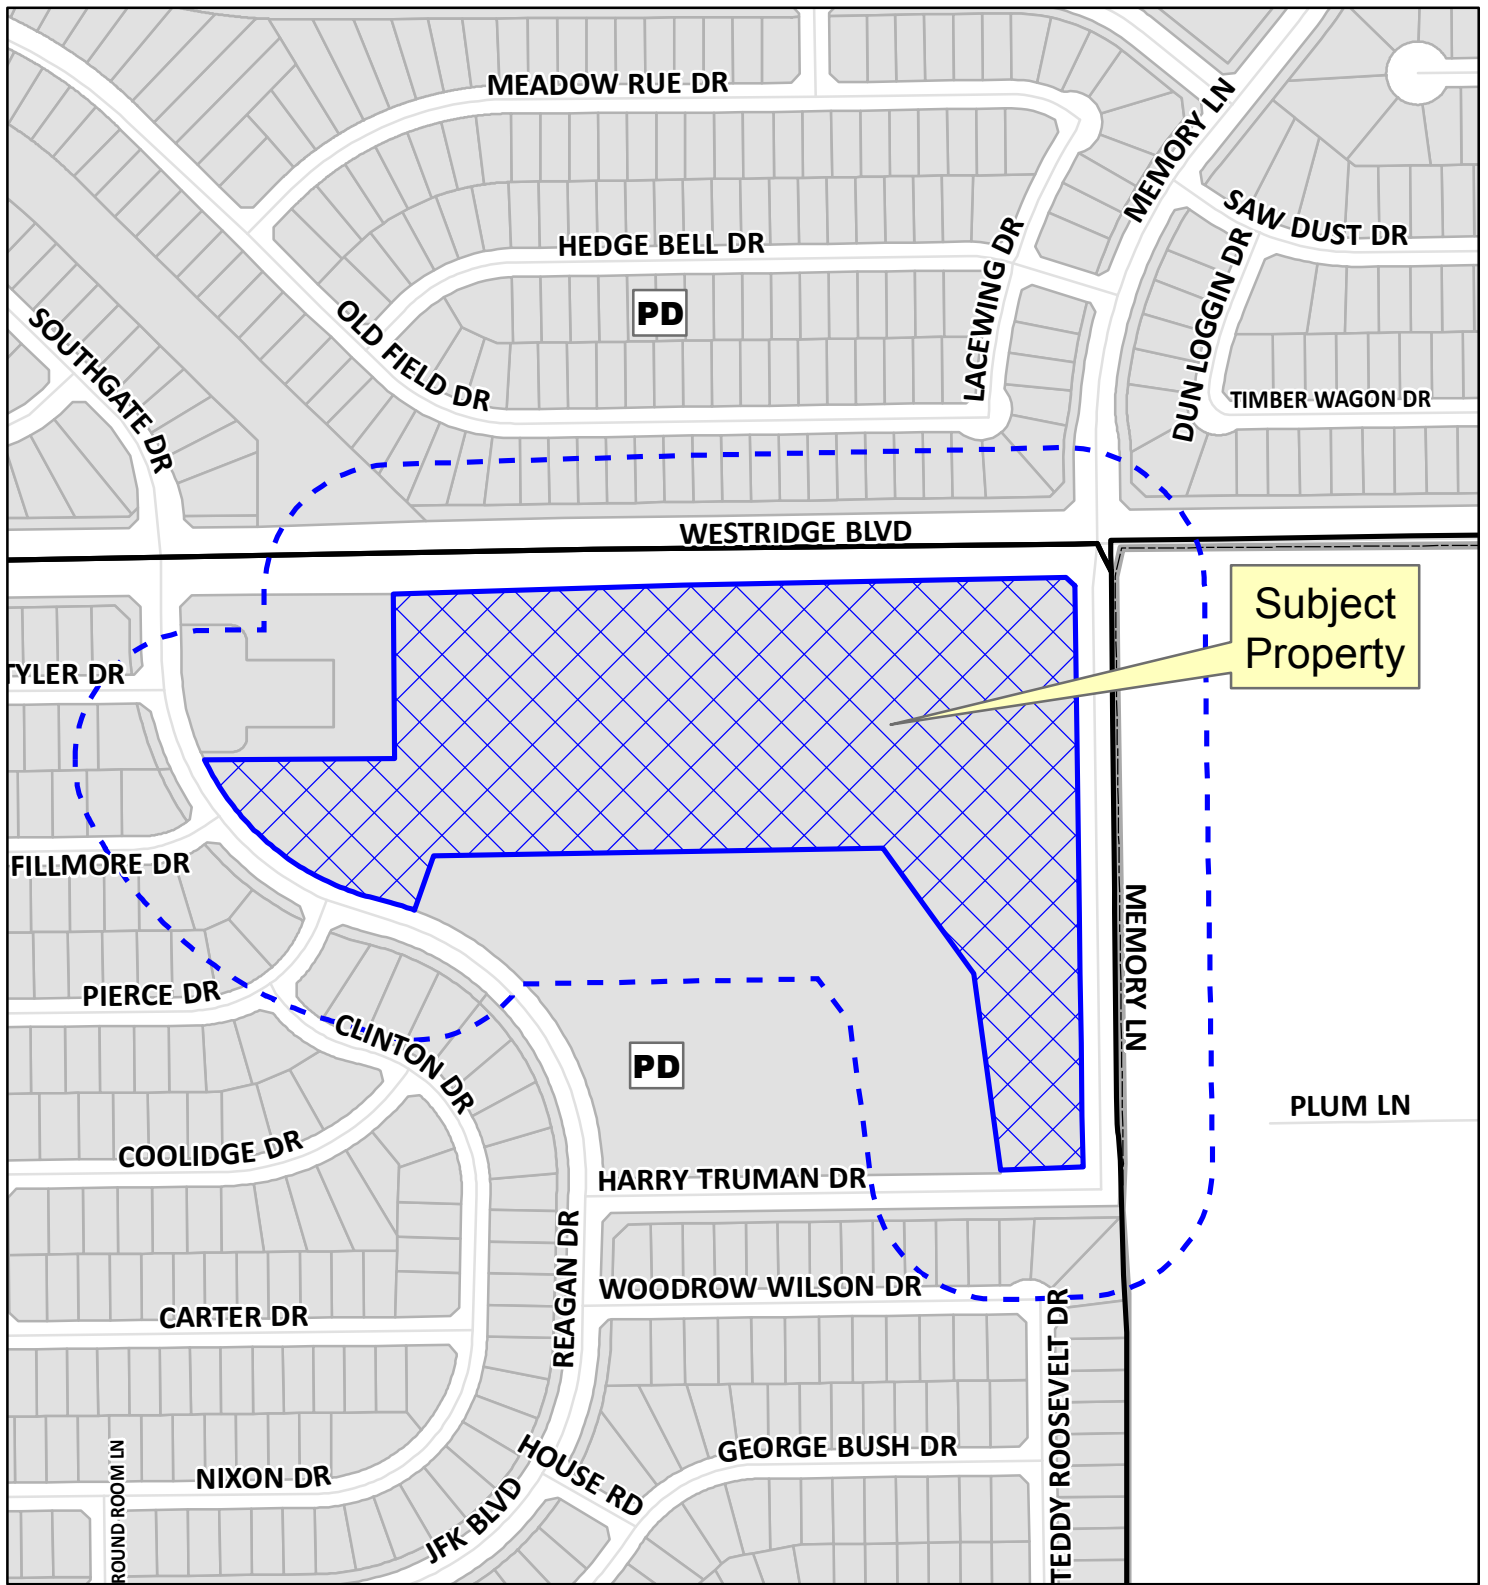 MEADOW RUE DR
MEMORY LN
SAW DUST DR
HEDGE BELL DR
LACEWING DR
DUN LOGGIN DR
PD
OLD FIELD DR
SOUTHGATE DR
TIMBER WAGON DR
WESTRIDGE BLVD
Subject
Property
TYLER DR
FILLMORE DR
MEMORY LN
PIERCE DR
CLINTON DR
PD
PLUM LN
COOLIDGE DR
HARRY TRUMAN DR
REAGAN DR
WOODROW WILSON DR
CARTER DR
TEDDY ROOSEVELT DR
GEORGE BUSH DR
HOUSE RD
NIXON DR
JFK BLVD
ROUND ROOM LN